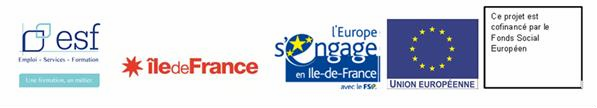 esf
Emploi - Services - Formation
Une formation, un métier.
îledeFrance
l'Europe
s'engage
en Ile-de-France
avec le FSE
UNION EUROPÉENNE
Ce projet est
cofinancé par le
Fonds Social
Européen